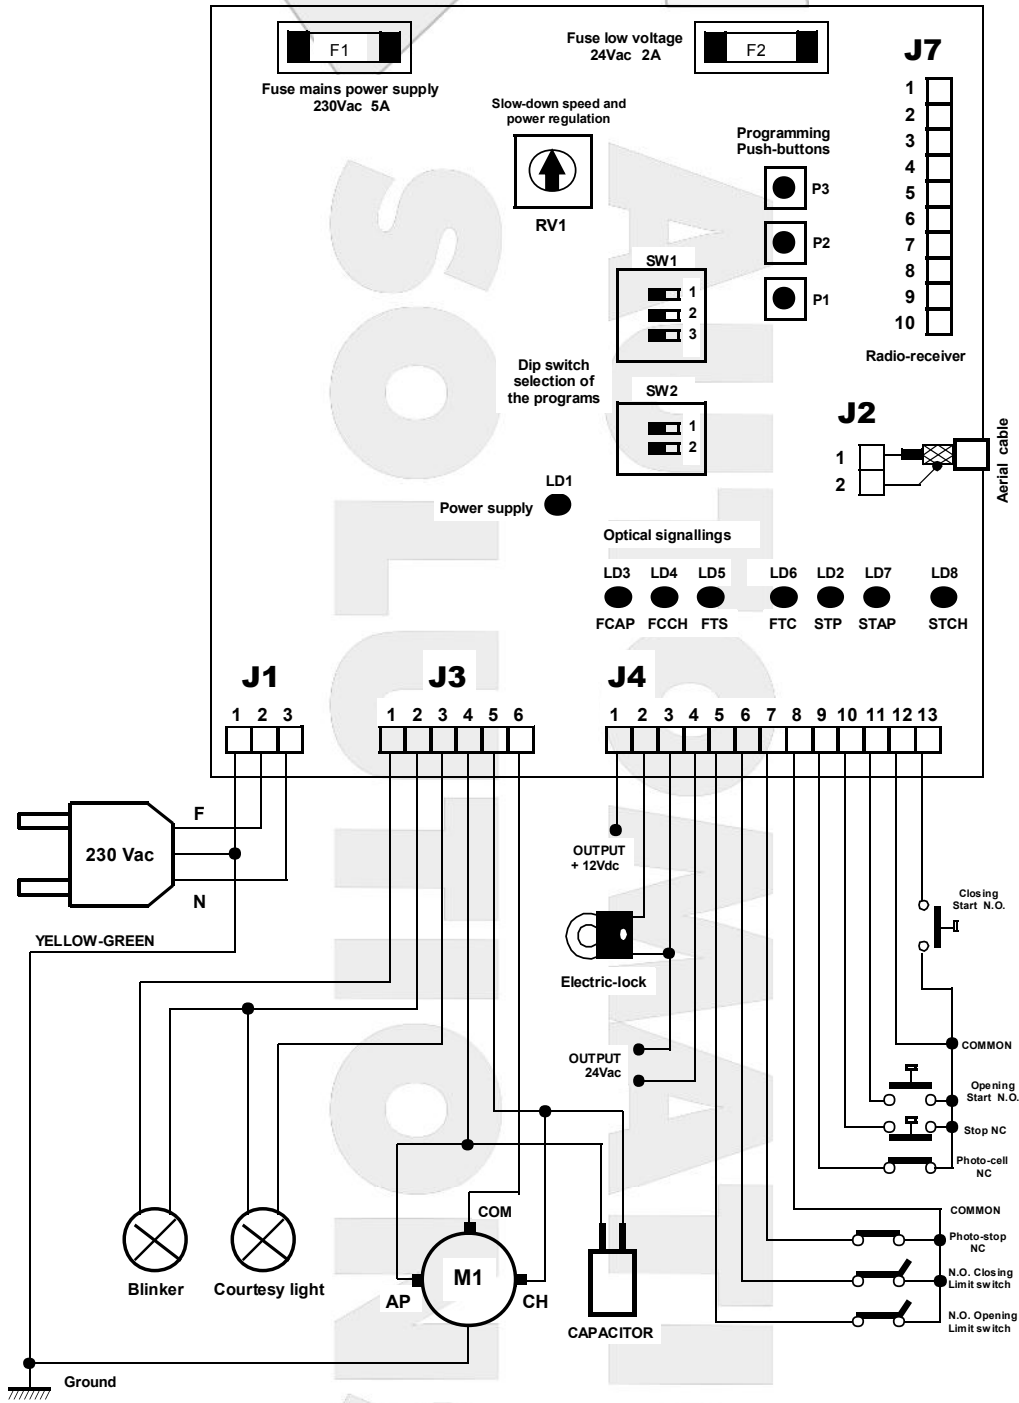 F1
Fuse mains power supply
230Vac 5A
Fuse low voltage
24Vac 2A
F2
J7
1
2
3
4
5
6
7
8
9
10
Radio-receiver
Slow-down speed and
power regulation
RV1
Programming
Push-buttons
P3
P2
P1
SW1
1
2
3
Dip switch
selection of
the programs
SW2
1
2
J2
1
2
Aerial cable
LD1
Power supply
Optical signallings
LD3 LD4 LD5 LD6 LD2 LD7 LD8
FCAP FCCH FTS FTC STP STAP STCH
J1
1 2 3
J3
1 2 3 4 5 6
J4
1 2 3 4 5 6 7 8 9 10 11 12 13
F
230 Vac
N
YELLOW-GREEN
OUTPUT
+ 12Vdc
Electric-lock
OUTPUT
24Vac
Closing
Start N.O.
COMMON
Opening
Start N.O.
Stop NC
Photo-cell
NC
COMMON
Photo-stop
NC
N.O. Closing
Limit switch
N.O. Opening
Limit switch
Blinker
Courtesy light
COM
M1
AP
CH
CAPACITOR
Ground
AUTOMATION
SOLUTIONS